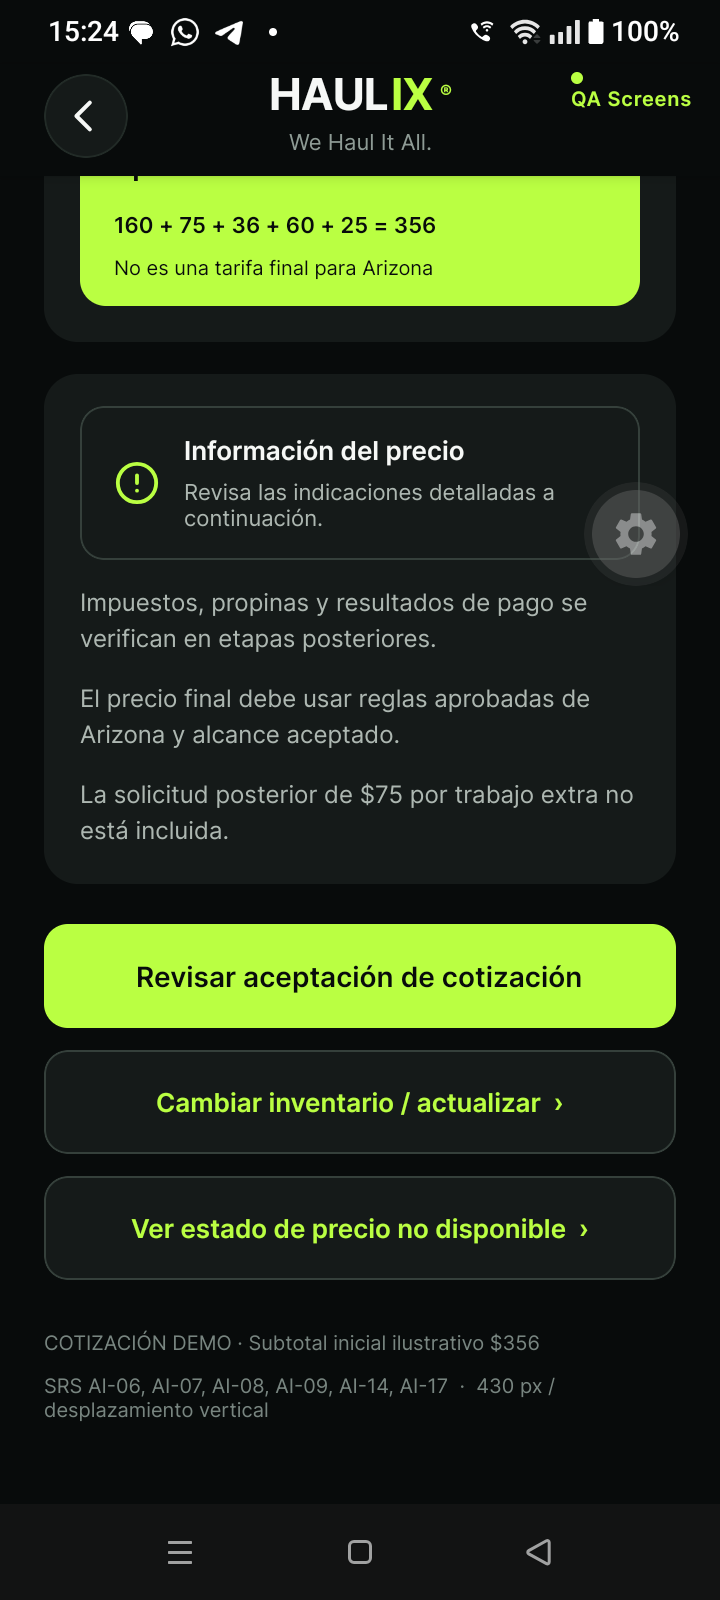 15:24
100%
HAULIX ®
QA Screens
We Haul It All.
160 + 75 + 36 + 60 + 25 = 356
No es una tarifa final para Arizona
Información del precio
Revisa las indicaciones detalladas a
continuación.
Impuestos, propinas y resultados de pago se
verifican en etapas posteriores.
El precio final debe usar reglas aprobadas de
Arizona y alcance aceptado.
La solicitud posterior de $75 por trabajo extra no
está incluida.
Revisar aceptación de cotización
Cambiar inventario / actualizar ›
Ver estado de precio no disponible ›
COTIZACIÓN DEMO · Subtotal inicial ilustrativo $356
SRS AI-06, AI-07, AI-08, AI-09, AI-14, AI-17 · 430 px /
desplazamiento vertical